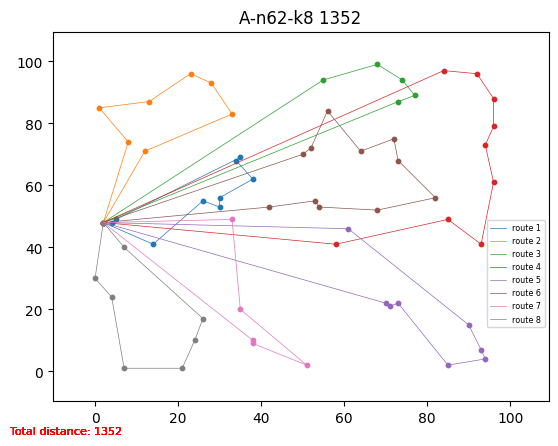 A-n62-k8 1352
100
80
60
40
20
0
0 20 40 60 80 100
route 1
route 2
route 3
route 4
route 5
route 6
route 7
route 8
Total distance: 1352